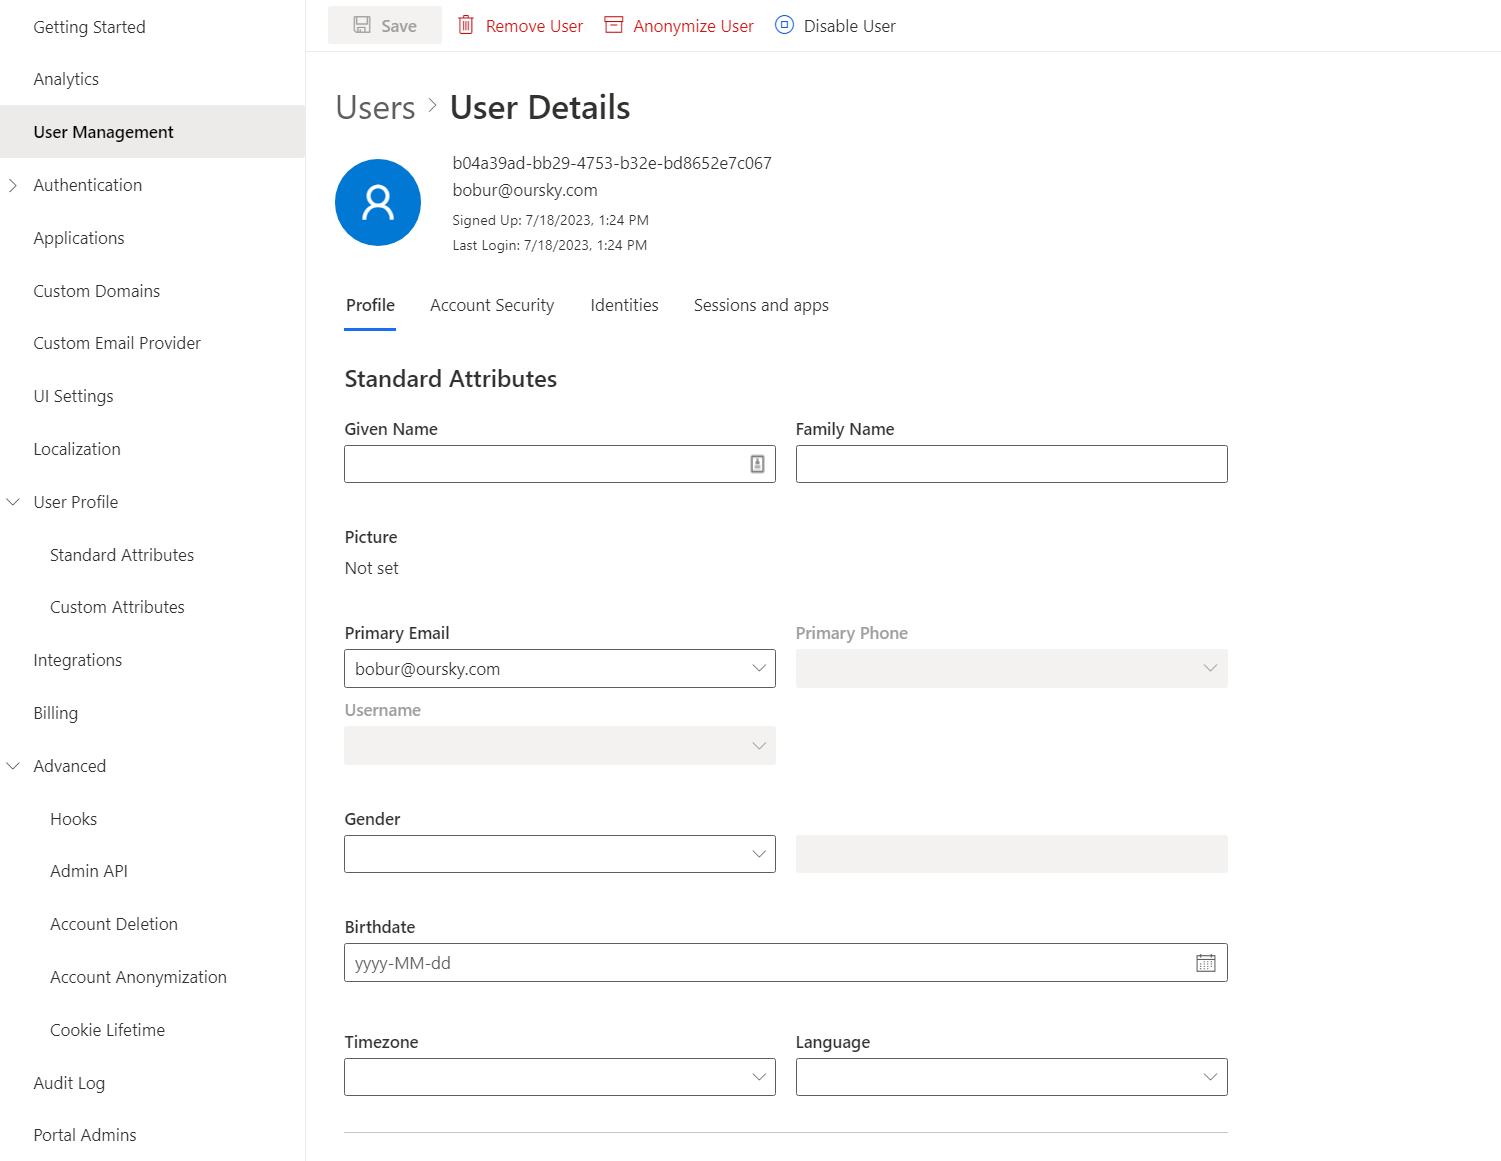 Getting Started
Analytics
User Management
Authentication
Applications
Custom Domains
Custom Email Provider
UI Settings
Localization
User Profile
Standard Attributes
Custom Attributes
Integrations
Billing
Advanced
Hooks
Admin API
Account Deletion
Account Anonymization
Cookie Lifetime
Audit Log
Portal Admins
Save Remove User Anonymize User Disable User
Users > User Details
b04a39ad-bb29-4753-b32e-bd8652e7c067
bobur@oursky.com
Signed Up: 7/18/2023, 1:24 PM
Last Login: 7/18/2023, 1:24 PM
Profile Account Security Identities Sessions and apps
Standard Attributes
Given Name Family Name
Picture
Not set
Primary Email Primary Phone
bobur@oursky.com
Username
Gender
Birthdate
yyyy-MM-dd
Timezone Language